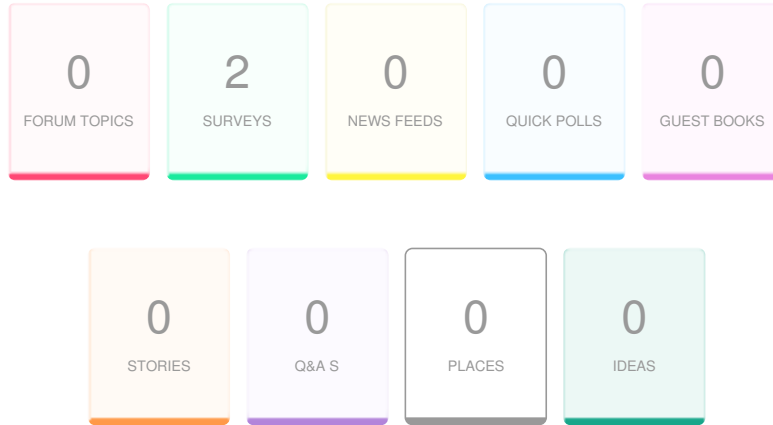 0 2 0 0 0
FORUM TOPICS SURVEYS NEWS FEEDS QUICK POLLS GUEST BOOKS
0 0 0 0
STORIES Q&A S PLACES IDEAS